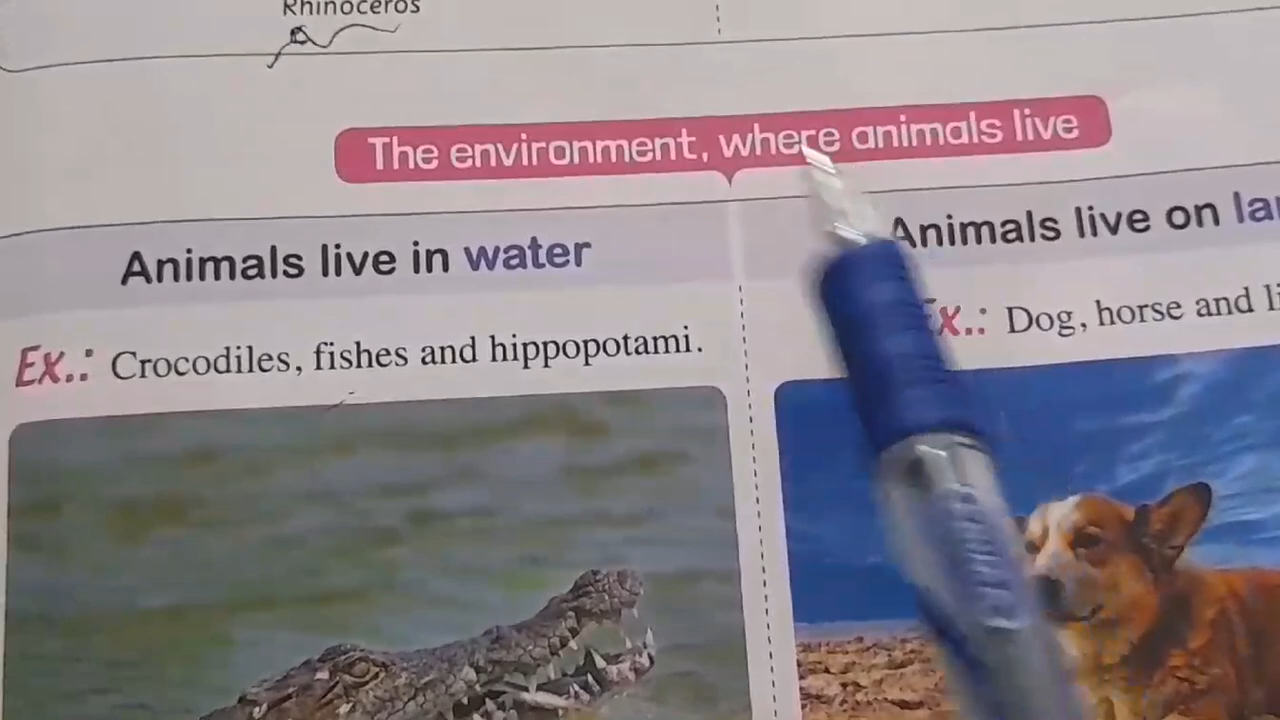 Rhinoceros
The environment, where animals live
Animals live in water
Animals live on
Ex.: Crocodiles, fishes and hippopotami.
Dog, horse and